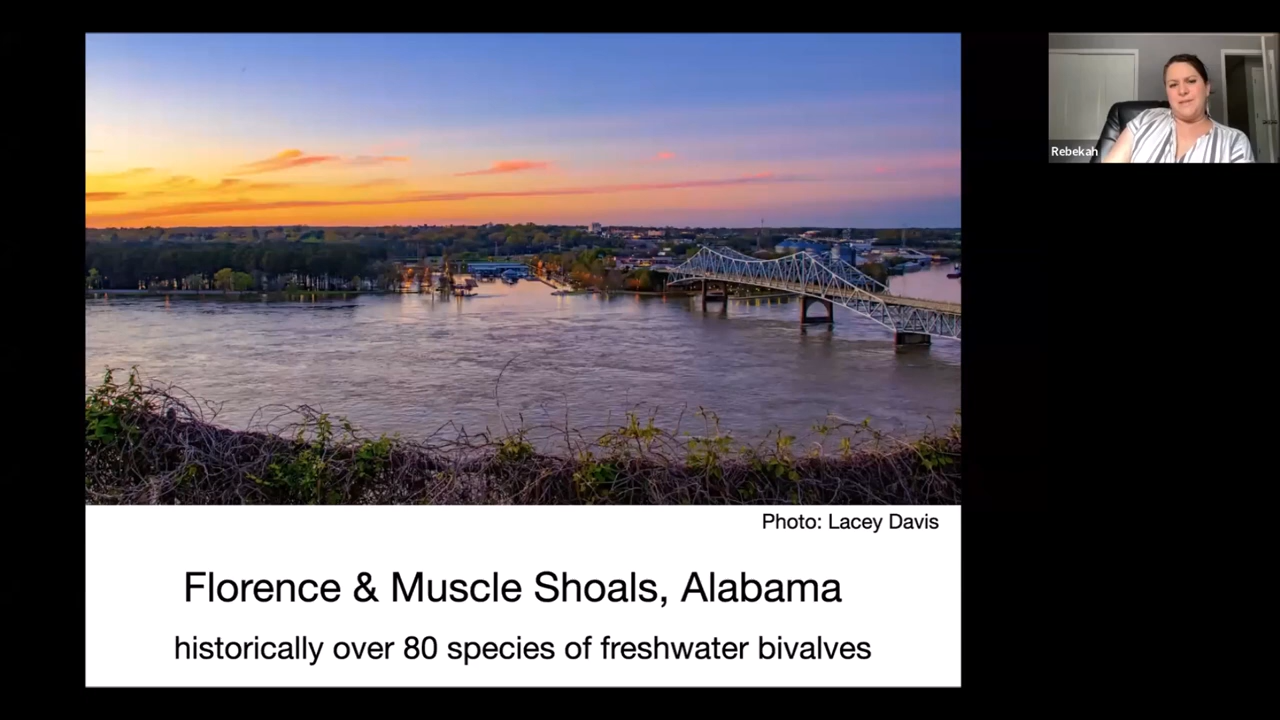 Rebekah
Photo: Lacey Davis
Florence & Muscle Shoals, Alabama
historically over 80 species of freshwater bivalves